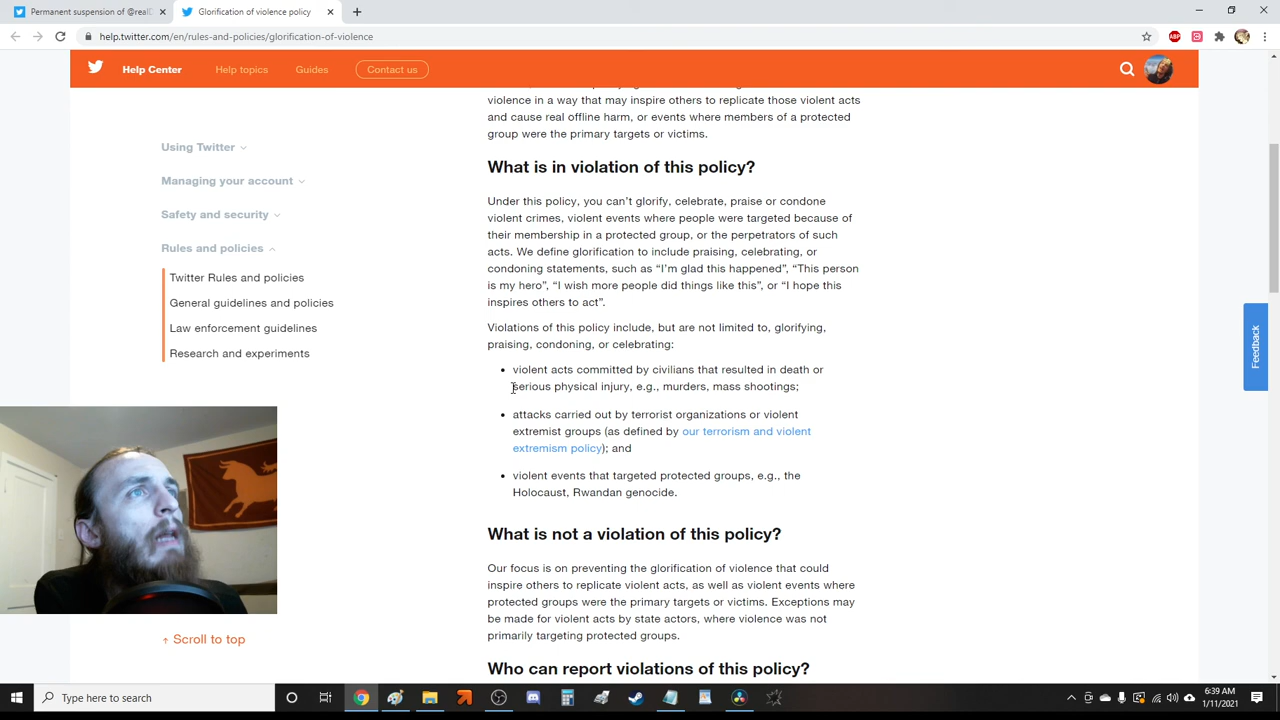 Permanent suspension of @realD
Glorification of violence policy
help.twitter.com/en/rules-and-policies/glorification-of-violence
ABP
Help Center
Help topics
Guides
Contact us
violence in a way that may inspire others to replicate those violent acts
and cause real offline harm, or events where members of a protected
group were the primary targets or victims.
Using Twitter
Managing your account
Safety and security
Rules and policies
Twitter Rules and policies
General guidelines and policies
Law enforcement guidelines
Research and experiments
What is in violation of this policy?
Under this policy, you can't glorify, celebrate, praise or condone
violent crimes, violent events where people were targeted because of
their membership in a protected group, or the perpetrators of such
acts. We define glorification to include praising, celebrating, or
condoning statements, such as “I'm glad this happened”, “This person
is my hero”, “I wish more people did things like this”, or “I hope this
inspires others to act”.
Violations of this policy include, but are not limited to, glorifying,
praising, condoning, or celebrating:
• violent acts committed by civilians that resulted in death or
serious physical injury, e.g., murders, mass shootings;
• attacks carried out by terrorist organizations or violent
extremist groups (as defined by our terrorism and violent
extremism policy); and
• violent events that targeted protected groups, e.g., the
Holocaust, Rwandan genocide.
What is not a violation of this policy?
Our focus is on preventing the glorification of violence that could
inspire others to replicate violent acts, as well as violent events where
protected groups were the primary targets or victims. Exceptions may
be made for violent acts by state actors, where violence was not
primarily targeting protected groups.
Who can report violations of this policy?
Feedback
↑ Scroll to top
Type here to search
6:39 AM
1/11/2021